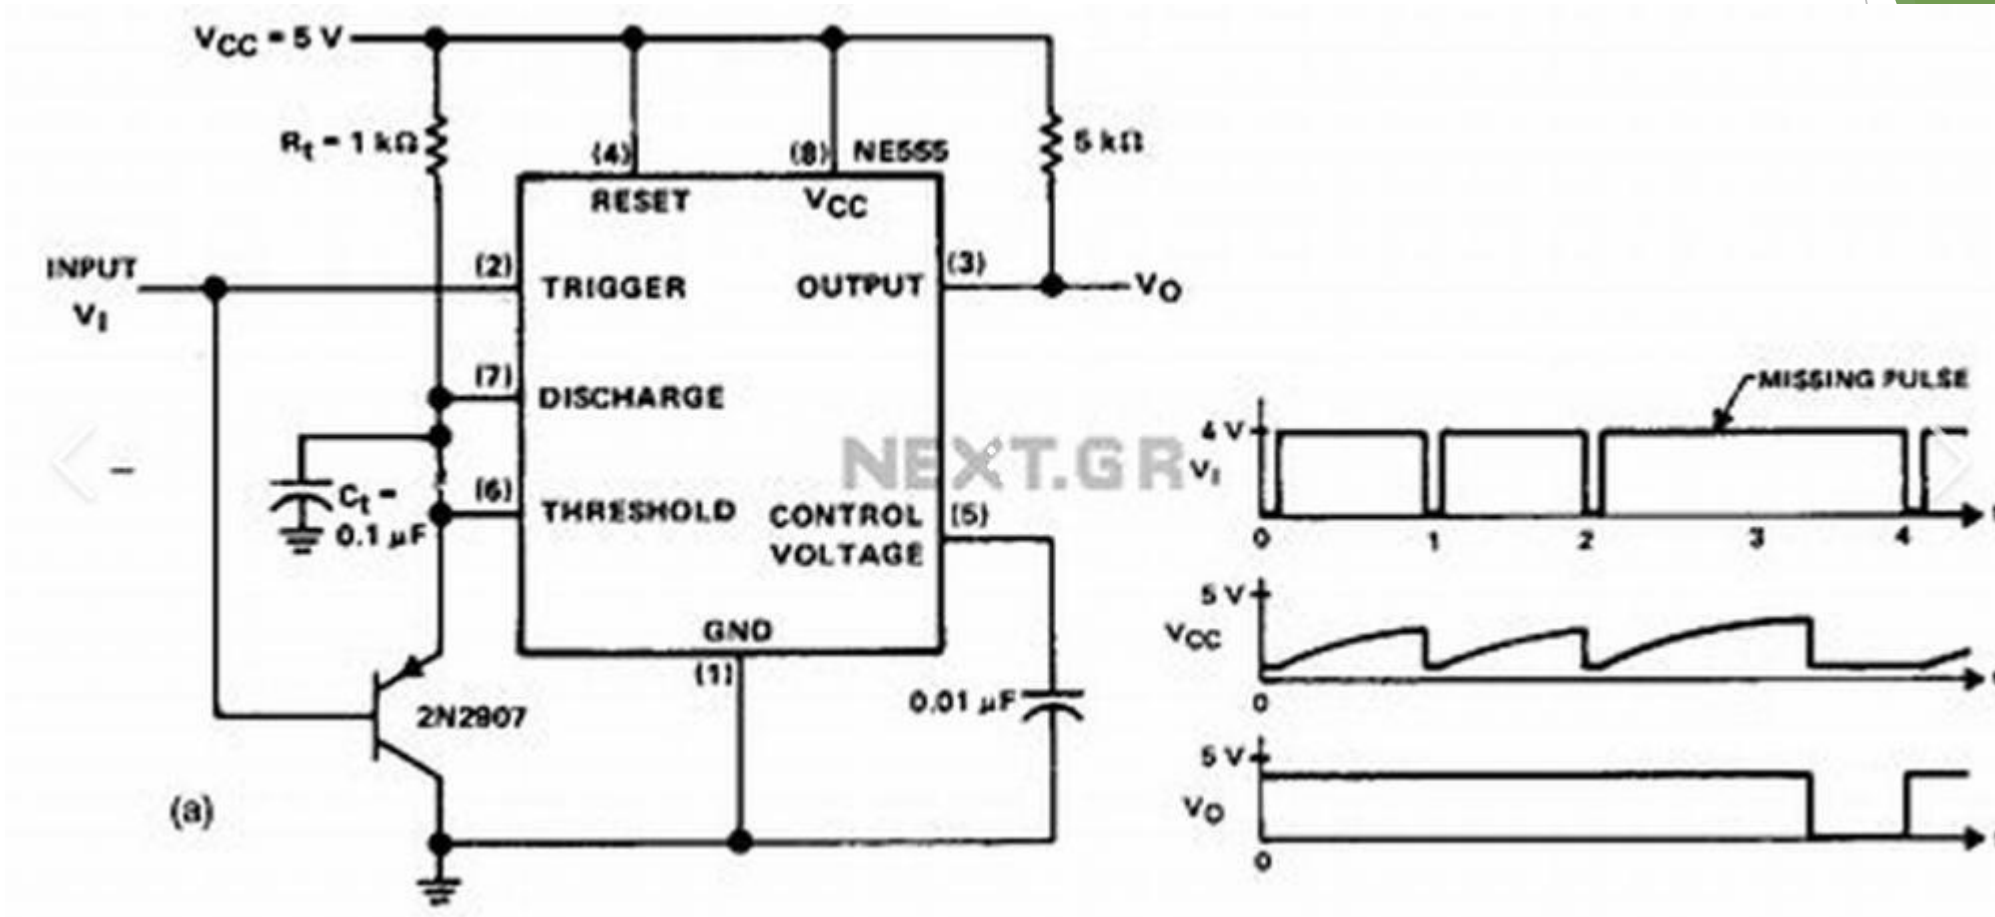 VCC = 5 V
Rt = 1 kΩ
(4)
(8)
NE555
5 kΩ
RESET
VCC
INPUT
VI
(2)
TRIGGER
OUTPUT
(3)
VO
(7)
DISCHARGE
Ct =
0.1 µF
(6)
THRESHOLD
CONTROL
VOLTAGE
(5)
NEXT.GR
GND
(1)
2N2907
0.01 µF
(a)
MISSING PULSE
4 V
VI
0 1 2 3 4
t
5 V
VCC
0
5 V
VO
0